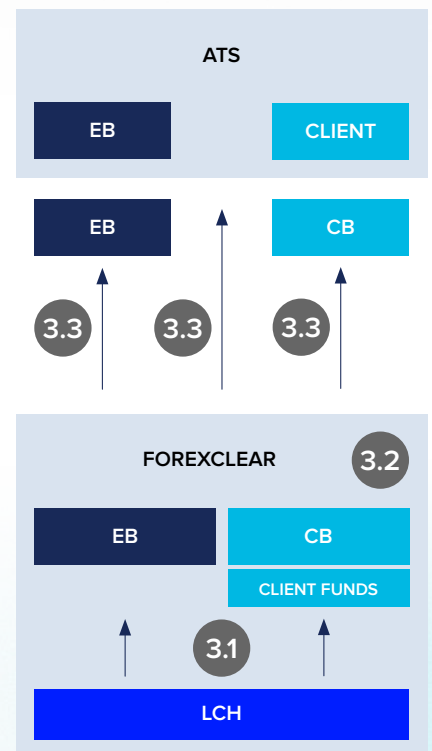 ATS
EB CLIENT
EB CB
3.3 3.3 3.3
FOREXCLEAR 3.2
EB CB
CLIENT FUNDS
3.1
LCH